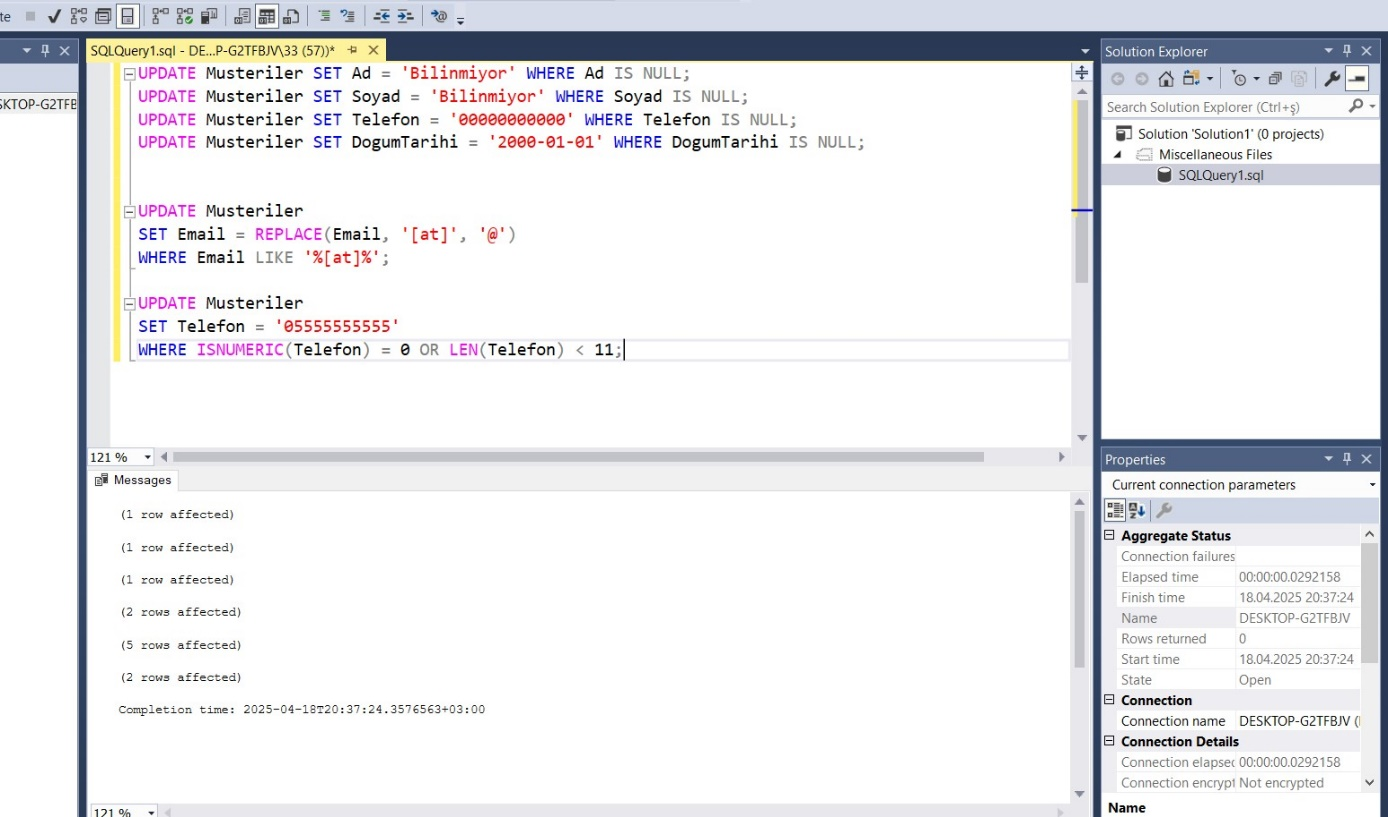 te
SQLQuery1.sql - DE...P-G2TFBJV\33 (57))*
SKTOP-G2TFB
UPDATE Musteriler SET Ad = 'Bilinmiyor' WHERE Ad IS NULL;
UPDATE Musteriler SET Soyad = 'Bilinmiyor' WHERE Soyad IS NULL;
UPDATE Musteriler SET Telefon = '00000000000' WHERE Telefon IS NULL;
UPDATE Musteriler SET DogumTarihi = '2000-01-01' WHERE DogumTarihi IS NULL;
UPDATE Musteriler
SET Email = REPLACE(Email, '[at]', '@')
WHERE Email LIKE '%[at]%';
UPDATE Musteriler
SET Telefon = '05555555555'
WHERE ISNUMERIC(Telefon) = 0 OR LEN(Telefon) < 11;
121 %
Messages
(1 row affected)
(1 row affected)
(1 row affected)
(2 rows affected)
(5 rows affected)
(2 rows affected)
Completion time: 2025-04-18T20:37:24.3576563+03:00
121 %
Solution Explorer
Search Solution Explorer (Ctrl+ş)
Solution 'Solution1' (0 projects)
Miscellaneous Files
SQLQuery1.sql
Properties
Current connection parameters
Aggregate Status
Connection failures
Elapsed time 00:00:00.0292158
Finish time 18.04.2025 20:37:24
Name DESKTOP-G2TFBJV
Rows returned 0
Start time 18.04.2025 20:37:24
State Open
Connection
Connection name DESKTOP-G2TFBJV (
Connection Details
Connection elapsec 00:00:00.0292158
Connection encrypt Not encrypted
Name